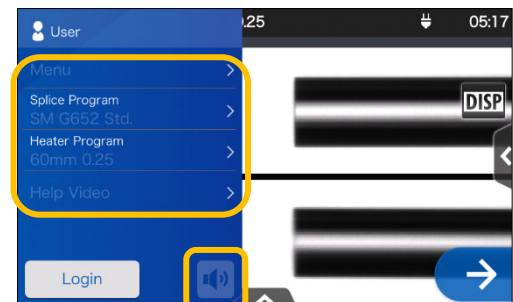 User
.25
05:17
Menu
Splice Program
SM G652 Std.
Heater Program
60mm 0.25
Help Video
DISP
Login